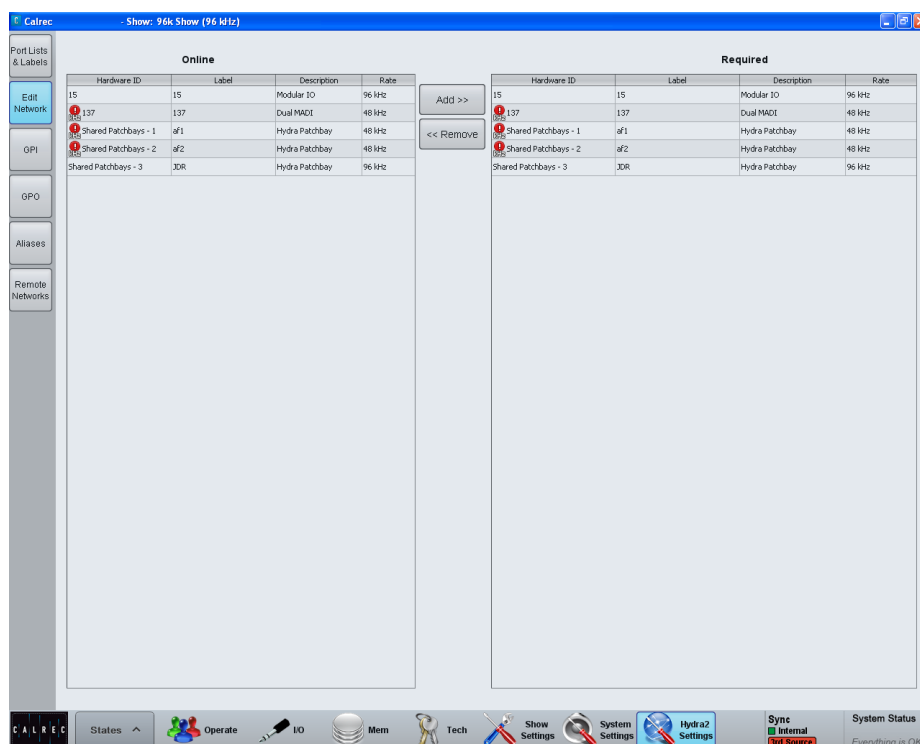 Calrec - Show: 96k Show (96 kHz)
Port Lists & Labels
Edit Network
GPI
GPO
Aliases
Remote Networks
Online
Hardware ID Label Description Rate
15 15 Modular IO 96 kHz
137 137 Dual MADI 48 kHz
Shared Patchbays - 1 af1 Hydra Patchbay 48 kHz
Shared Patchbays - 2 af2 Hydra Patchbay 48 kHz
Shared Patchbays - 3 JDR Hydra Patchbay 96 kHz
Add >>
<< Remove
Required
Hardware ID Label Description Rate
15 15 Modular IO 96 kHz
137 137 Dual MADI 48 kHz
Shared Patchbays - 1 af1 Hydra Patchbay 48 kHz
Shared Patchbays - 2 af2 Hydra Patchbay 48 kHz
Shared Patchbays - 3 JDR Hydra Patchbay 96 kHz
CALREC
States
Operate
I/O
Mem
Tech
Show Settings
System Settings
Hydra2 Settings
Sync
Internal
3rd Source
System Status
Everything is OK